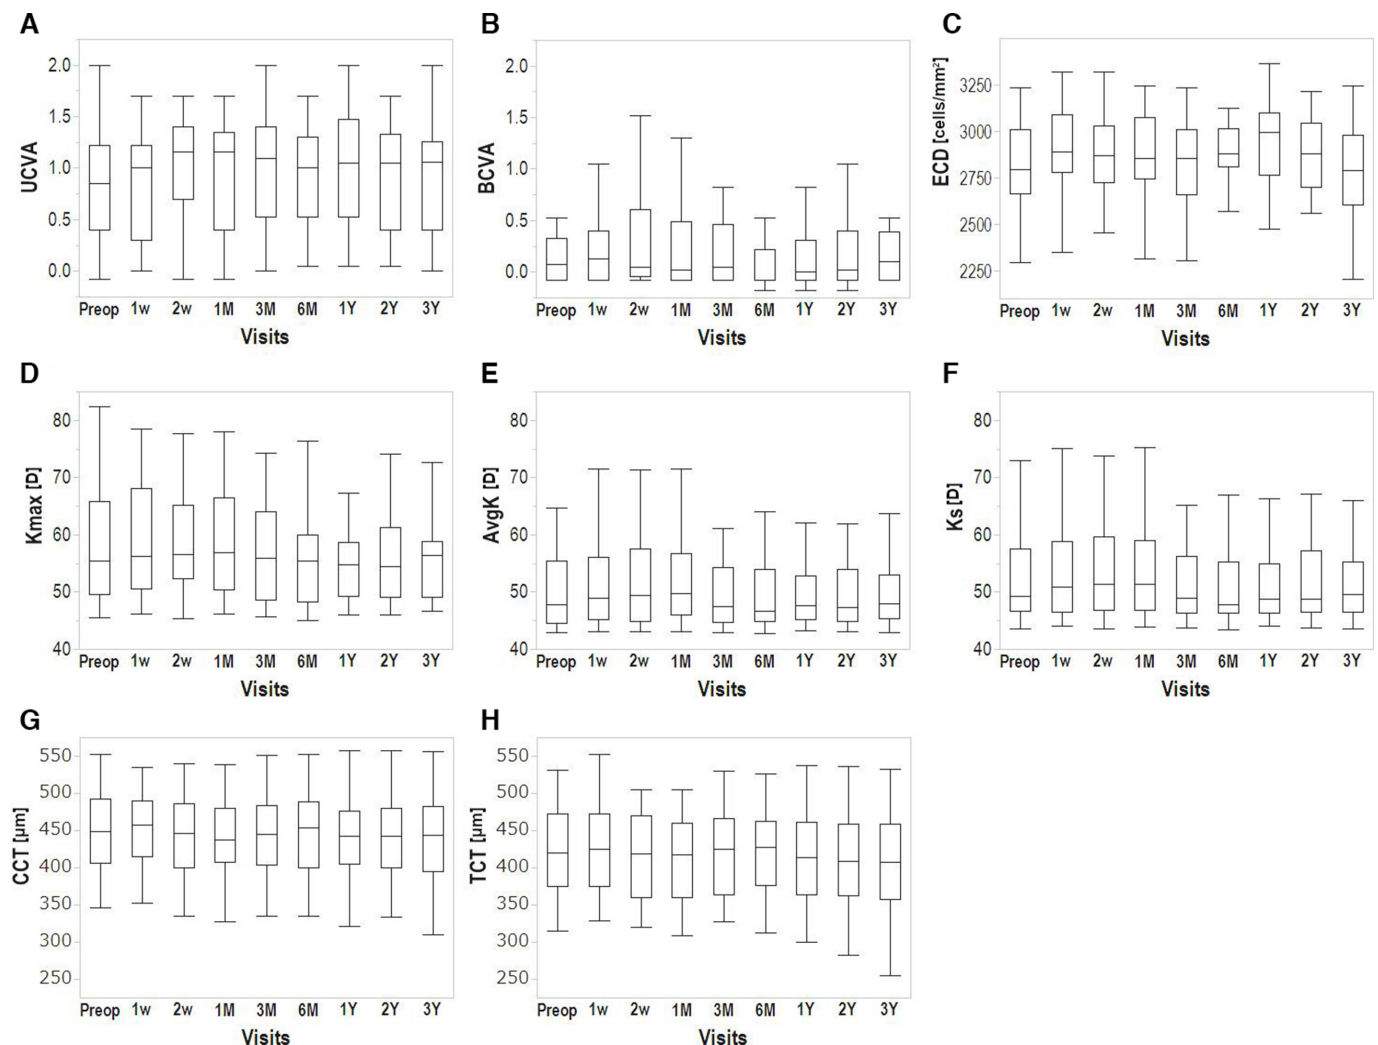 A
UCVA
2.0
1.5
1.0
0.5
0.0
Preop 1w 2w 1M 3M 6M 1Y 2Y 3Y
Visits
B
BCVA
2.0
1.5
1.0
0.5
0.0
Preop 1w 2w 1M 3M 6M 1Y 2Y 3Y
Visits
C
ECD [cells/mm²]
3250
3000
2750
2500
2250
Preop 1w 2w 1M 3M 6M 1Y 2Y 3Y
Visits
D
Kmax [D]
80
70
60
50
40
Preop 1w 2w 1M 3M 6M 1Y 2Y 3Y
Visits
E
AvgK [D]
80
70
60
50
40
Preop 1w 2w 1M 3M 6M 1Y 2Y 3Y
Visits
F
Ks [D]
80
70
60
50
40
Preop 1w 2w 1M 3M 6M 1Y 2Y 3Y
Visits
G
CCT [µm]
550
500
450
400
350
300
250
Preop 1w 2w 1M 3M 6M 1Y 2Y 3Y
Visits
H
TCT [µm]
550
500
450
400
350
300
250
Preop 1w 2w 1M 3M 6M 1Y 2Y 3Y
Visits